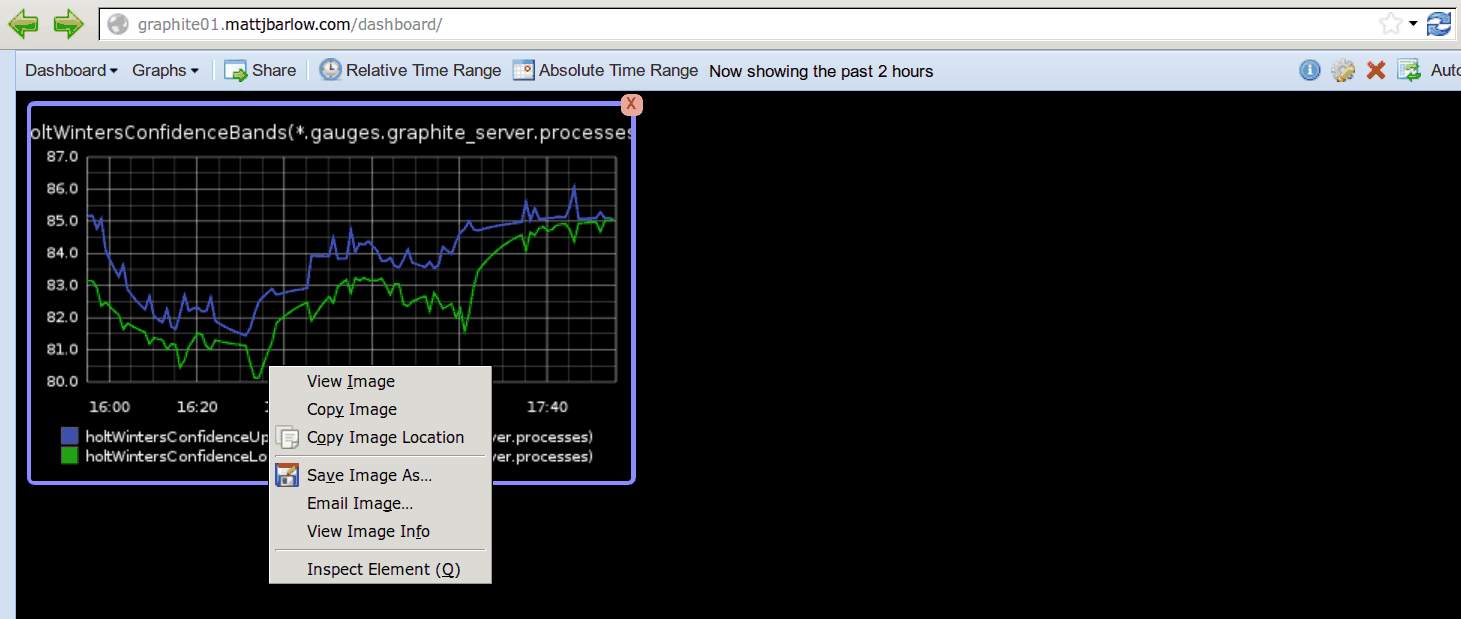 graphite01.mattjbarlow.com/dashboard/
Dashboard Graphs Share Relative Time Range Absolute Time Range Now showing the past 2 hours Auto
X
oltWintersConfidenceBands(*.gauges.graphite_server.processes
87.0
86.0
85.0
84.0
83.0
82.0
81.0
80.0
16:00 16:20 17:40
holtWintersConfidenceUp ver.processes)
holtWintersConfidenceLo ver.processes)
View Image
Copy Image
Copy Image Location
Save Image As...
Email Image...
View Image Info
Inspect Element (Q)